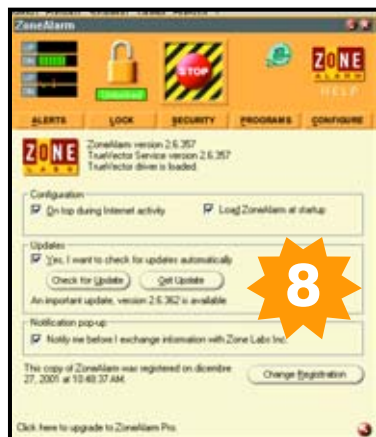 ZoneAlarm
UP
DN
UP
DN
STOP
ZONE
ALARM
HELP
Unlocked
ALERTS LOCK SECURITY PROGRAMS CONFIGURE
ZONE
LABS
ZoneAlarm version 2.6.357
TrueVector Service version 2.6.357
TrueVector driver is loaded.
Configuration
On top during Internet activity
Load ZoneAlarm at startup
Updates
Yes, I want to check for updates automatically
Check for Update
Get Update
An important update, version 2.6.362 is available
8
Notification pop-up
Notify me before I exchange information with Zone Labs Inc.
This copy of ZoneAlarm was registered on dicembre
27, 2001 at 10:48:37 AM.
Change Registration
Click here to upgrade to ZoneAlarm Pro.